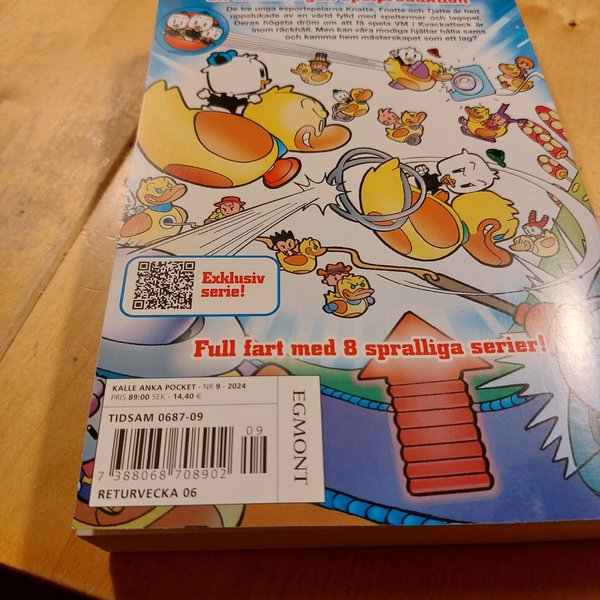 De tre unga esportspelarna Knatte, Fnatte och Tjatte är helt
uppslukade av en värld fylld med speltermer och lagspel.
Deras högsta dröm om att få spela VM i Kvackattack är
inom räckhåll. Men kan våra modiga hjältar hålla sams
och kamma hem mästerskapet som ett lag?
Exklusiv
serie!
Full fart med 8 spralliga serier!
KALLE ANKA POCKET • NR 9 - 2024
PRIS 89:00 SEK • 14,40 €
TIDSAM 0687-09
09
7 388068 708902
RETURVECKA 06
EGMONT